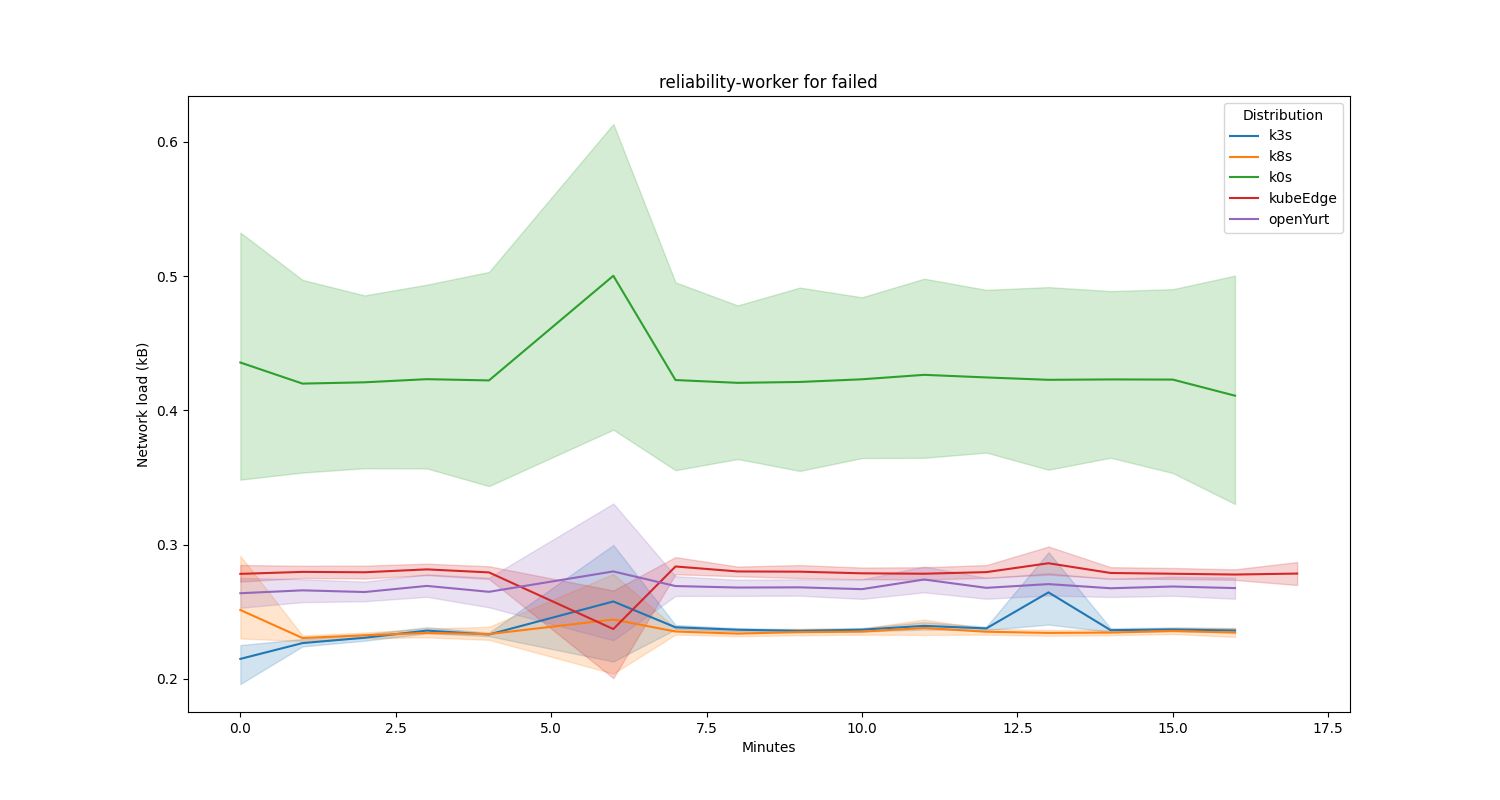 reliability-worker for failed
Distribution
k3s
k8s
k0s
kubeEdge
openYurt
Network load (kB)
0.6
0.5
0.4
0.3
0.2
0.0 2.5 5.0 7.5 10.0 12.5 15.0 17.5
Minutes